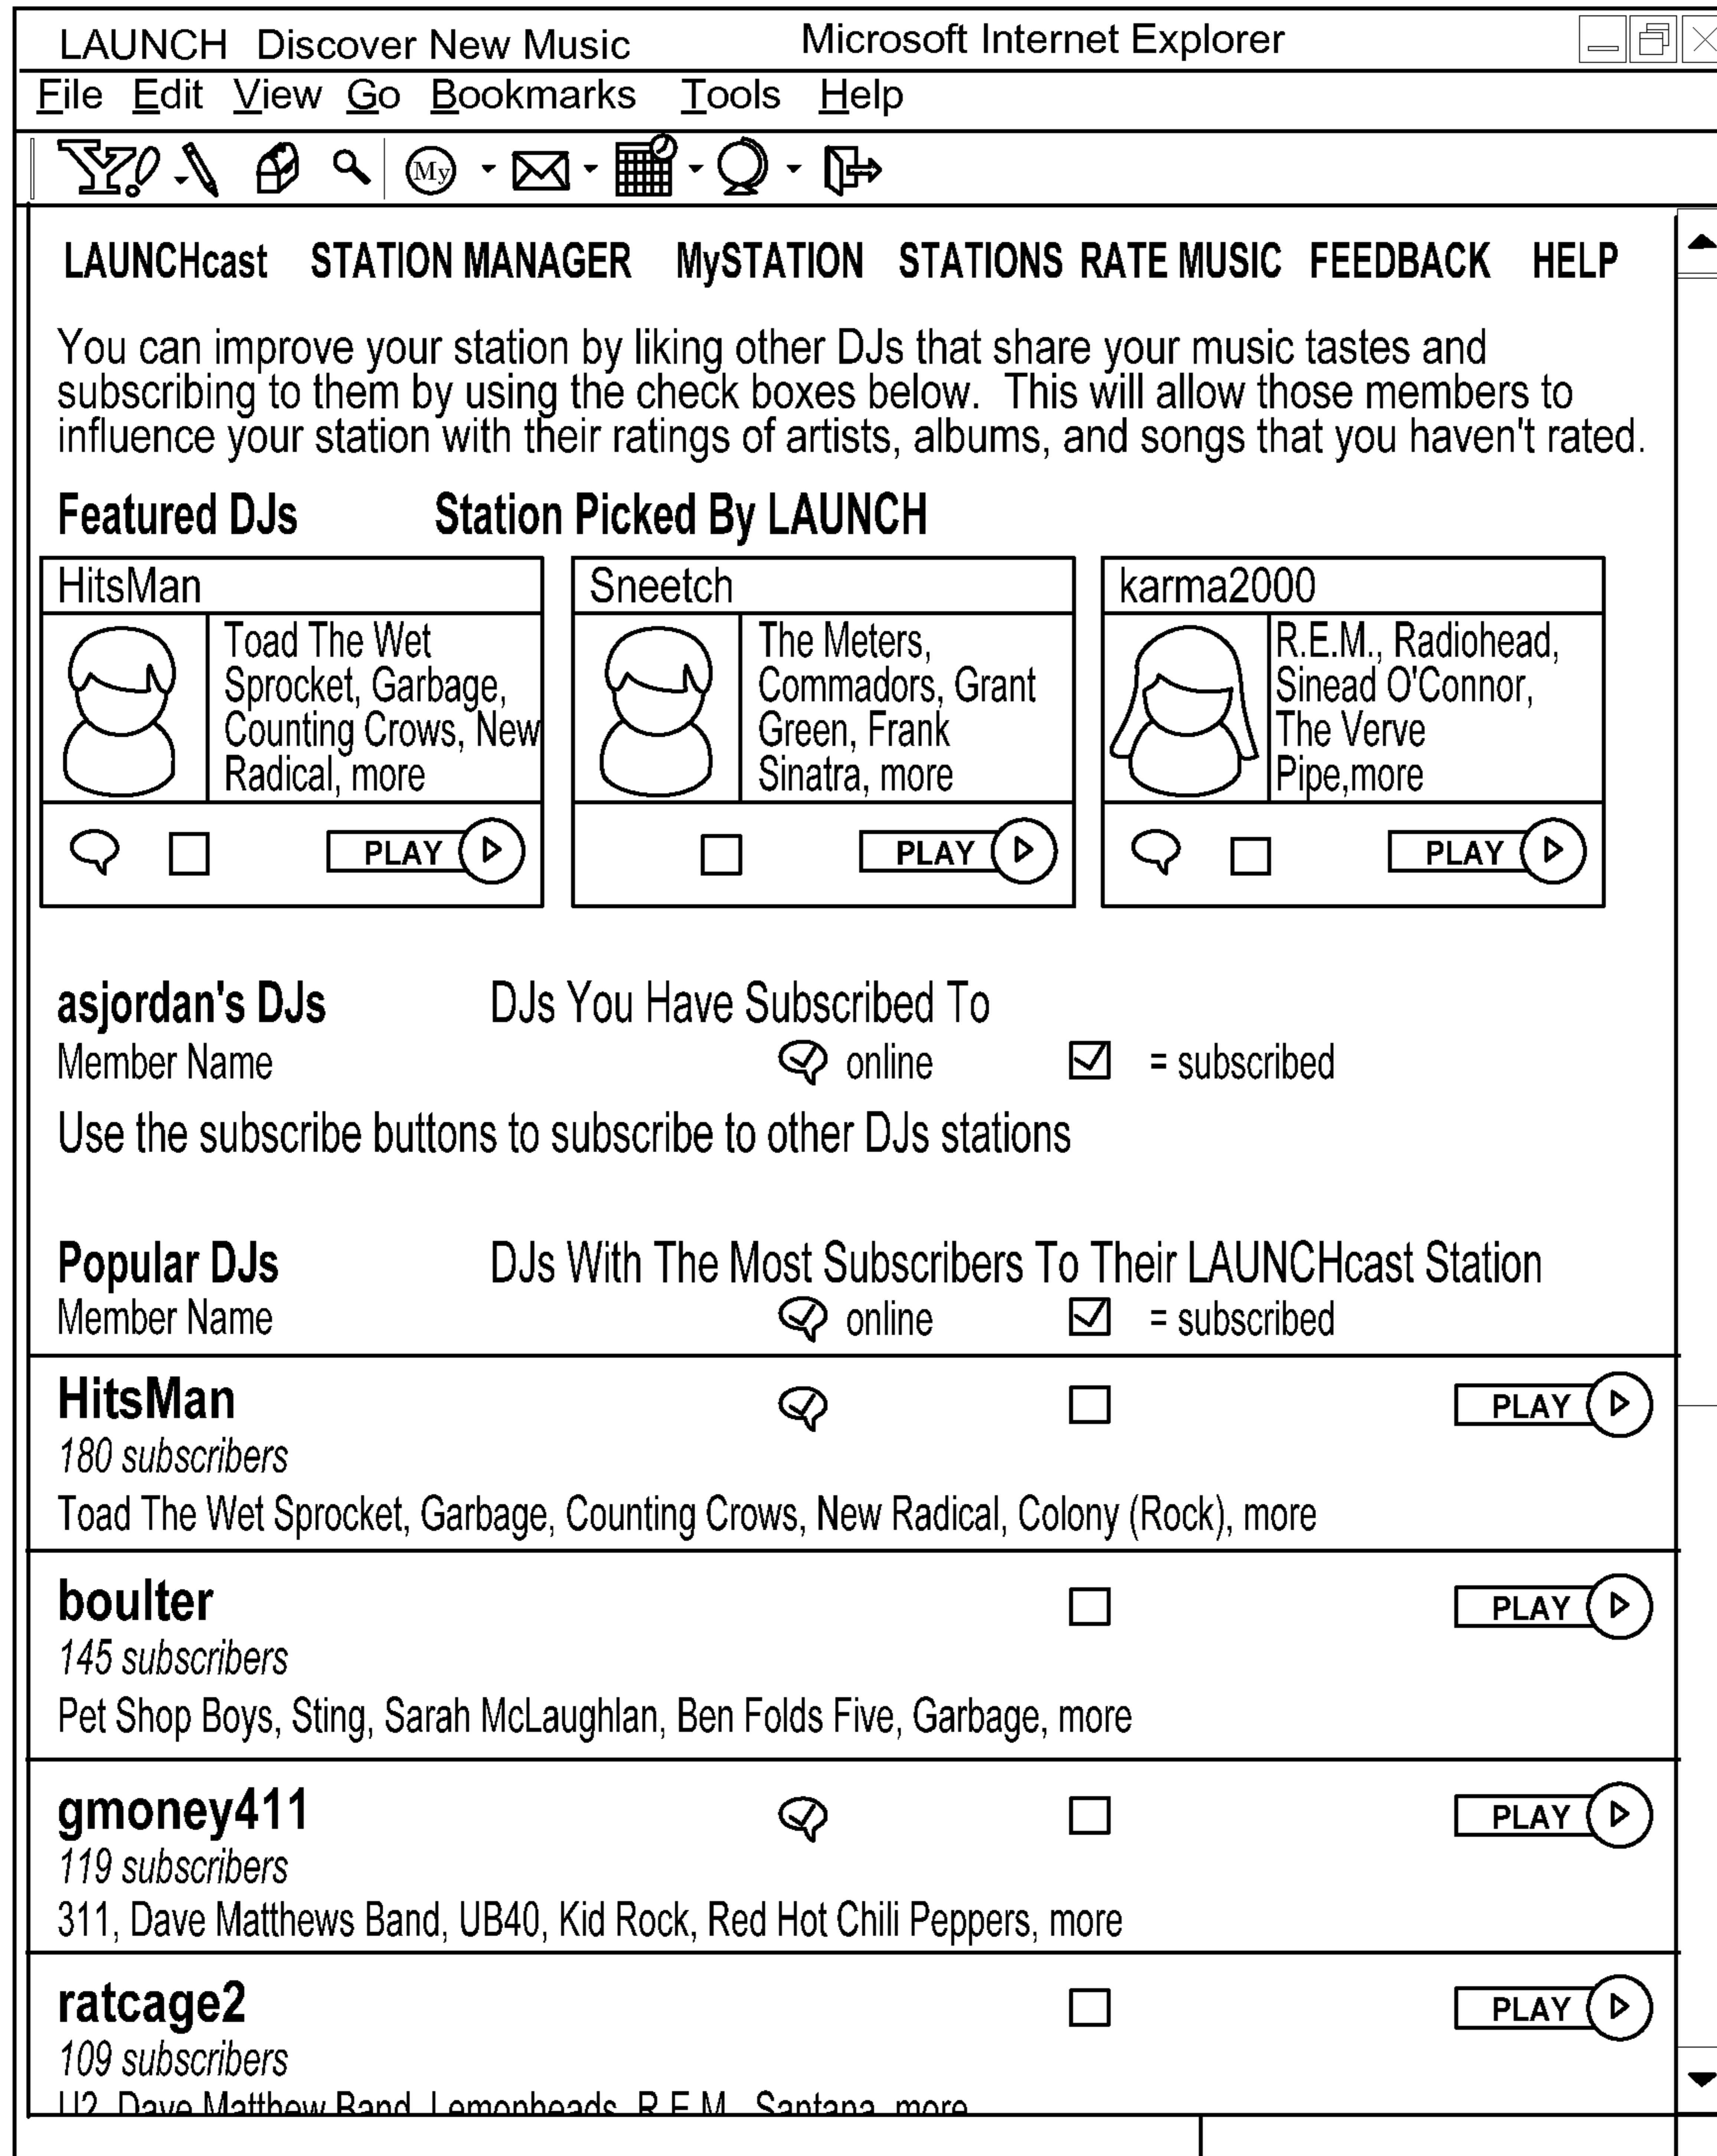 LAUNCH Discover New Music Microsoft Internet Explorer
File Edit View Go Bookmarks Tools Help
Y! My
LAUNCHcast STATION MANAGER MySTATION STATIONS RATE MUSIC FEEDBACK HELP
You can improve your station by liking other DJs that share your music tastes and
subscribing to them by using the check boxes below. This will allow those members to
influence your station with their ratings of artists, albums, and songs that you haven't rated.
Featured DJs Station Picked By LAUNCH
HitsMan
Toad The Wet
Sprocket, Garbage,
Counting Crows, New
Radical, more
PLAY
Sneetch
The Meters,
Commadors, Grant
Green, Frank
Sinatra, more
PLAY
karma2000
R.E.M., Radiohead,
Sinead O'Connor,
The Verve
Pipe,more
PLAY
asjordan's DJs DJs You Have Subscribed To
Member Name online = subscribed
Use the subscribe buttons to subscribe to other DJs stations
Popular DJs DJs With The Most Subscribers To Their LAUNCHcast Station
Member Name online = subscribed
HitsMan PLAY
180 subscribers
Toad The Wet Sprocket, Garbage, Counting Crows, New Radical, Colony (Rock), more
boulter PLAY
145 subscribers
Pet Shop Boys, Sting, Sarah McLaughlan, Ben Folds Five, Garbage, more
gmoney411 PLAY
119 subscribers
311, Dave Matthews Band, UB40, Kid Rock, Red Hot Chili Peppers, more
ratcage2 PLAY
109 subscribers
U2, Dave Matthew Band, Lemonheads, R.E.M., Santana, more